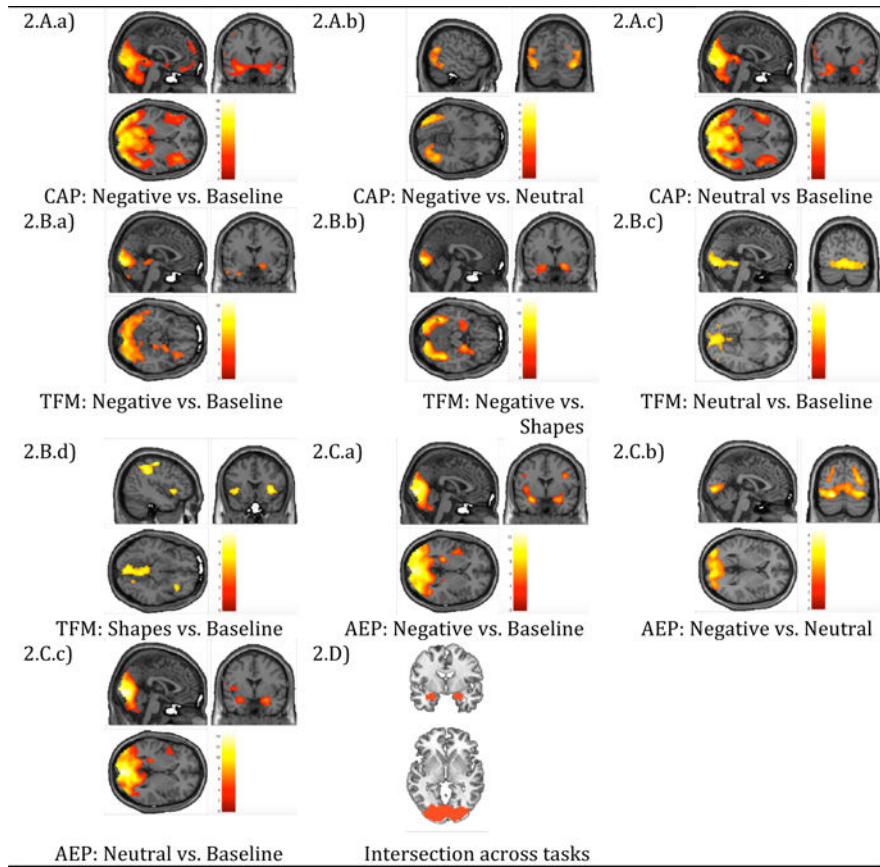 2.A.a)
2.A.b)
2.A.c)
CAP: Negative vs. Baseline
CAP: Negative vs. Neutral
CAP: Neutral vs Baseline
2.B.a)
2.B.b)
2.B.c)
TFM: Negative vs. Baseline
TFM: Negative vs.
Shapes
TFM: Neutral vs. Baseline
2.B.d)
2.C.a)
2.C.b)
TFM: Shapes vs. Baseline
AEP: Negative vs. Baseline
AEP: Negative vs. Neutral
2.C.c)
2.D)
AEP: Neutral vs. Baseline
Intersection across tasks